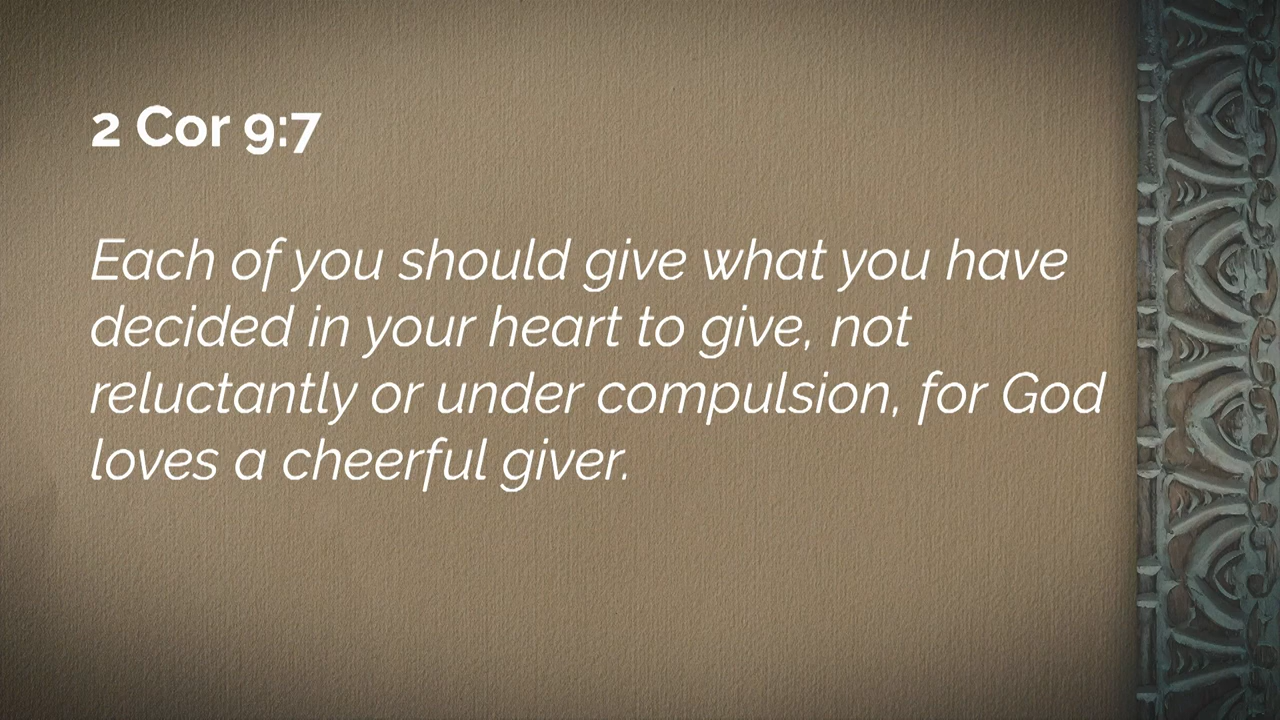 2 Cor 9:7
Each of you should give what you have
decided in your heart to give, not
reluctantly or under compulsion, for God
loves a cheerful giver.